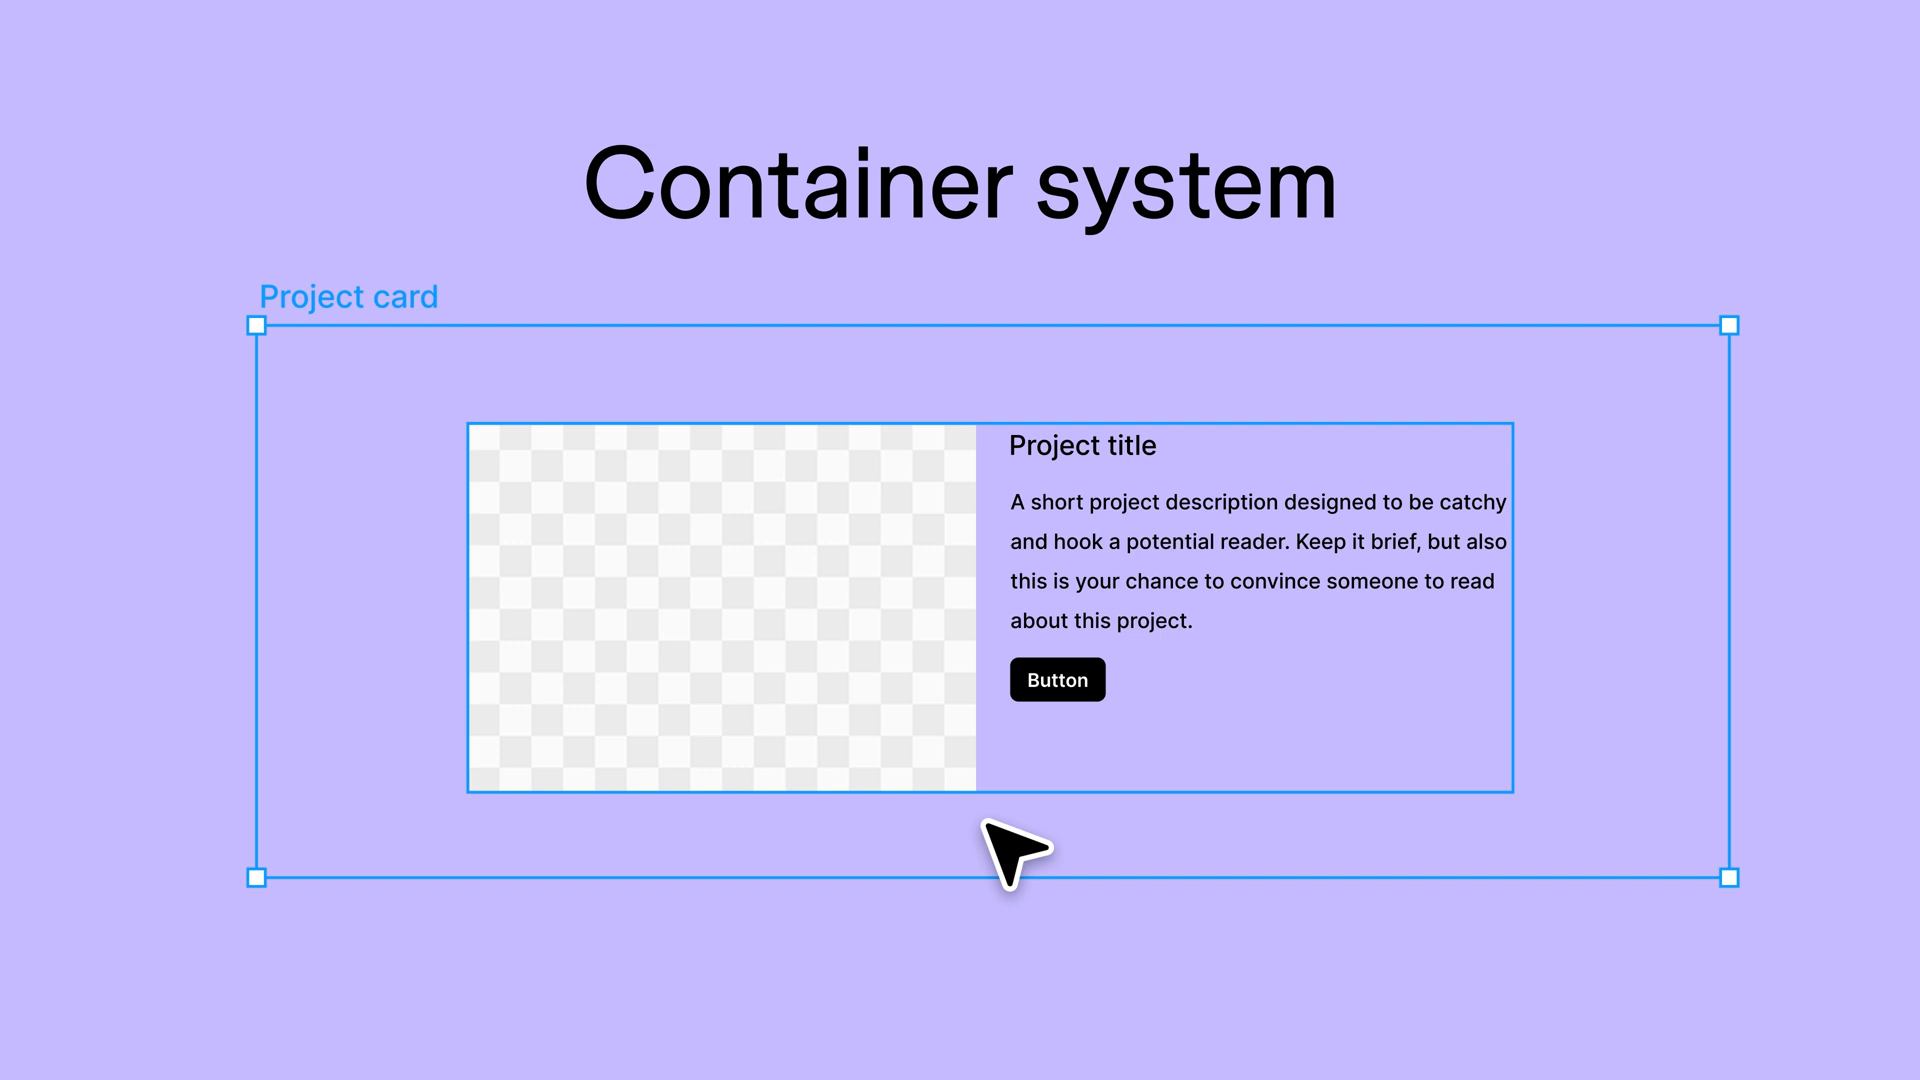 Container system
Project card
Project title
A short project description designed to be catchy
and hook a potential reader. Keep it brief, but also
this is your chance to convince someone to read
about this project.
Button